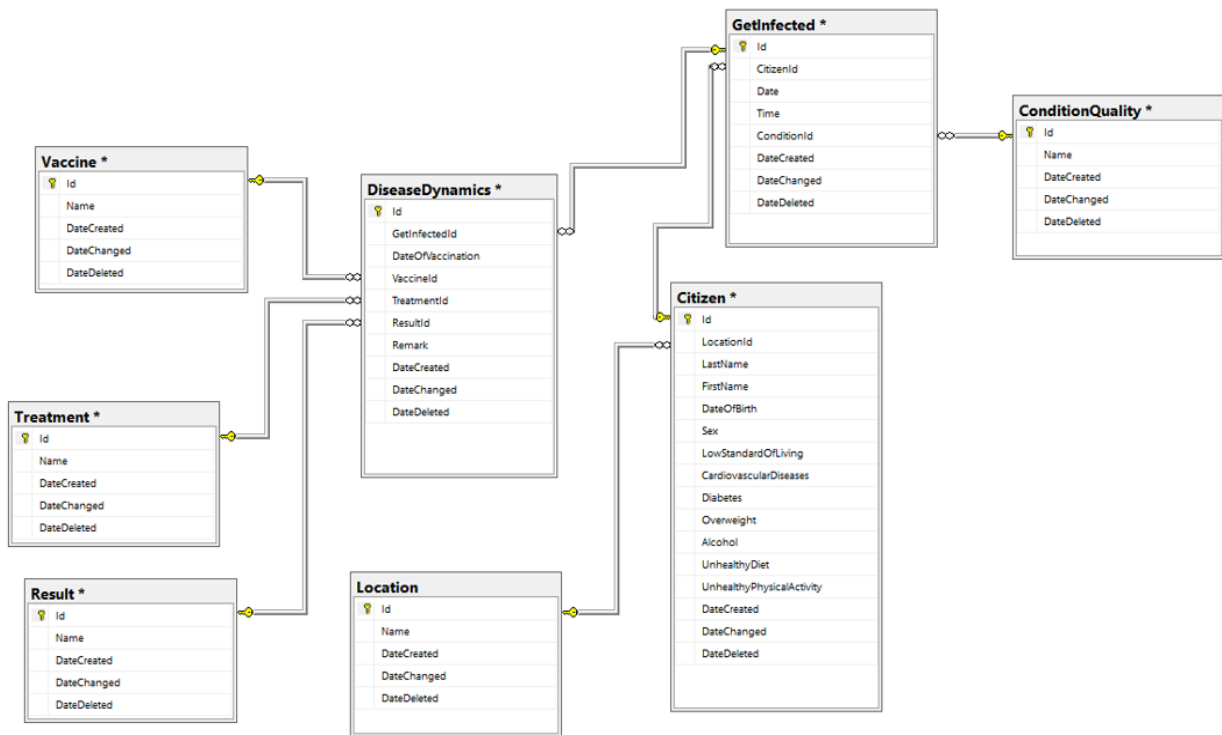 GetInfected *
Id
CitizenId
Date
Time
ConditionId
DateCreated
DateChanged
DateDeleted
ConditionQuality *
Id
Name
DateCreated
DateChanged
DateDeleted
Vaccine *
Id
Name
DateCreated
DateChanged
DateDeleted
DiseaseDynamics *
Id
GetInfectedId
DateOfVaccination
VaccineId
TreatmentId
ResultId
Remark
DateCreated
DateChanged
DateDeleted
Citizen *
Id
LocationId
LastName
FirstName
DateOfBirth
Sex
LowStandardOfLiving
CardiovascularDiseases
Diabetes
Overweight
Alcohol
UnhealthyDiet
UnhealthyPhysicalActivity
DateCreated
DateChanged
DateDeleted
Treatment *
Id
Name
DateCreated
DateChanged
DateDeleted
Result *
Id
Name
DateCreated
DateChanged
DateDeleted
Location
Id
Name
DateCreated
DateChanged
DateDeleted